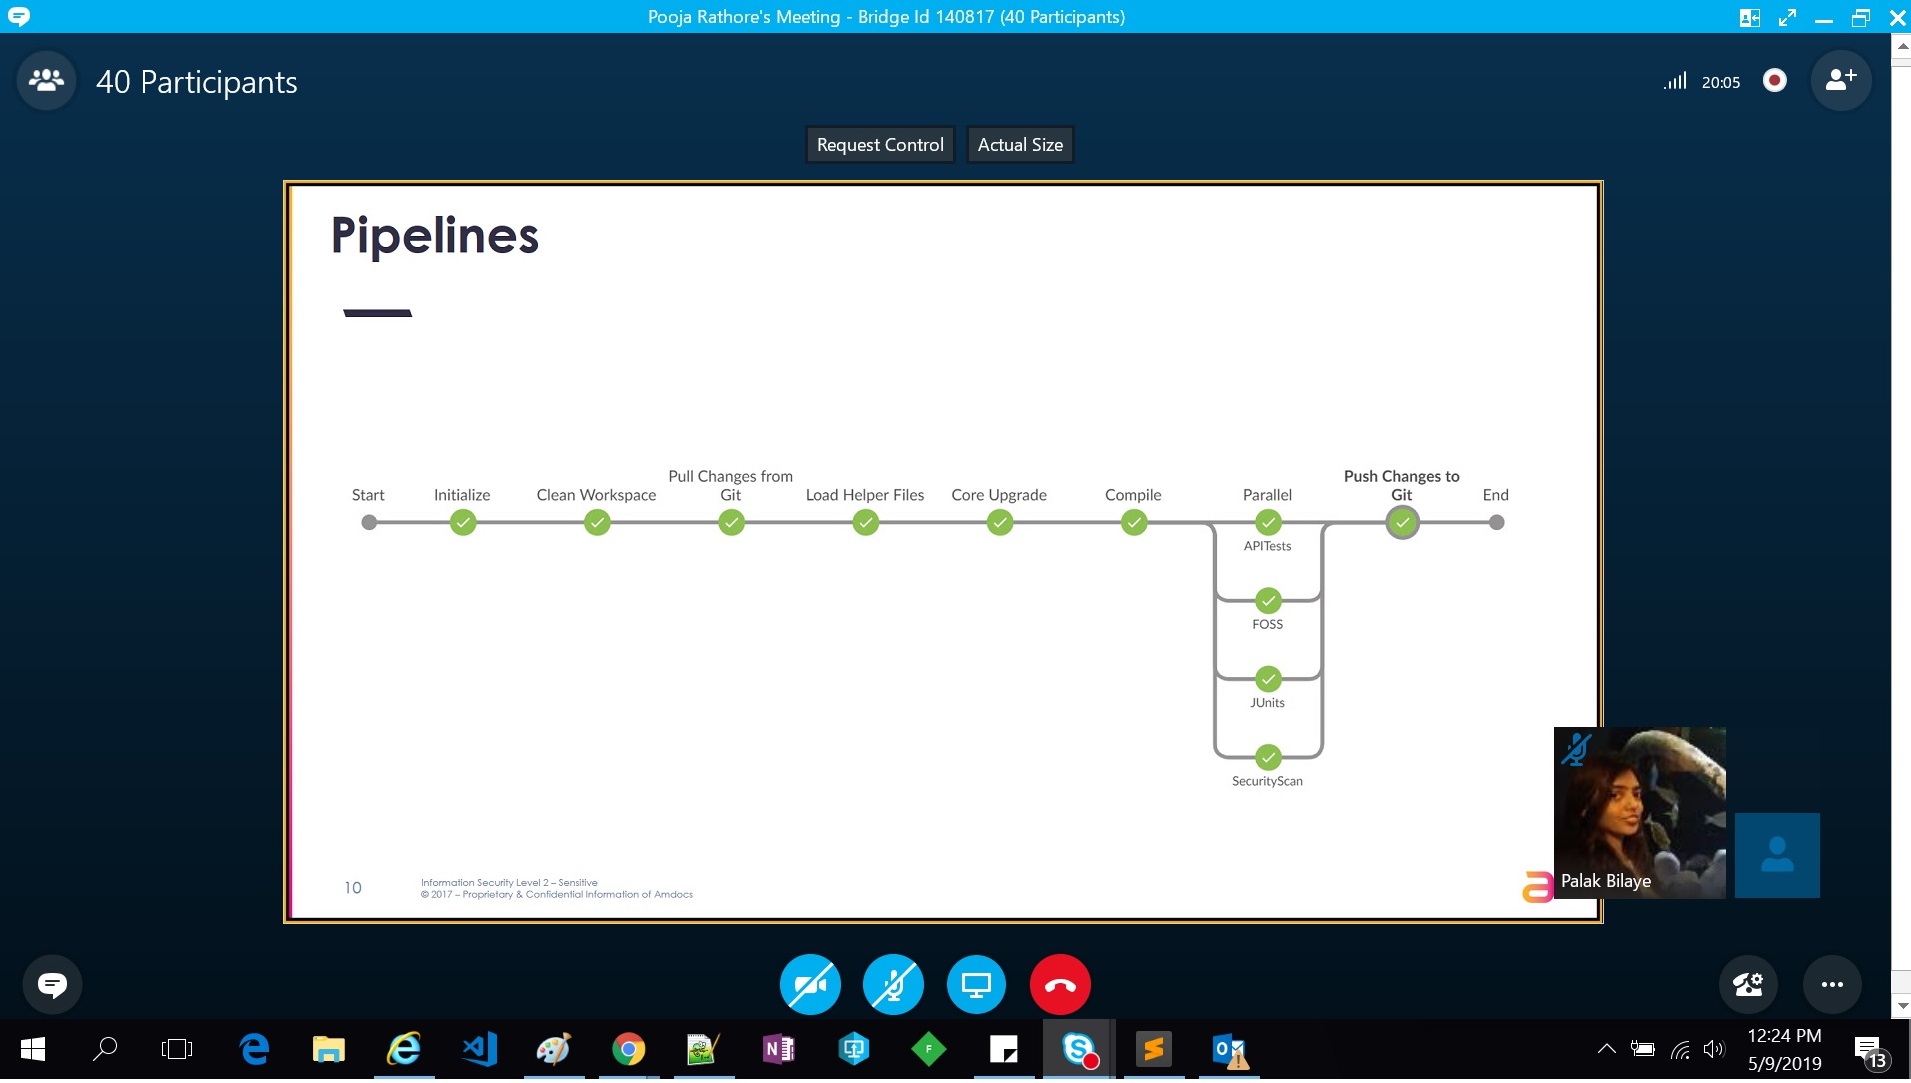 Pooja Rathore's Meeting - Bridge Id 140817 (40 Participants)
40 Participants
20:05
Request Control
Actual Size
Pipelines
Start
Initialize
Clean Workspace
Pull Changes from
Git
Load Helper Files
Core Upgrade
Compile
Parallel
Push Changes to
Git
End
APITests
FOSS
JUnits
SecurityScan
Palak Bilaye
10
Information Security Level 2 – Sensitive
© 2017 – Proprietary & Confidential Information of Amdocs
N
F
S
O
12:24 PM
5/9/2019
13